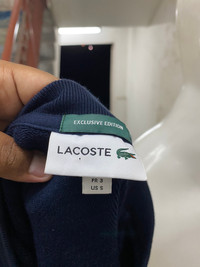 EXCLUSIVE EDITION
LACOSTE
FR 3
US S